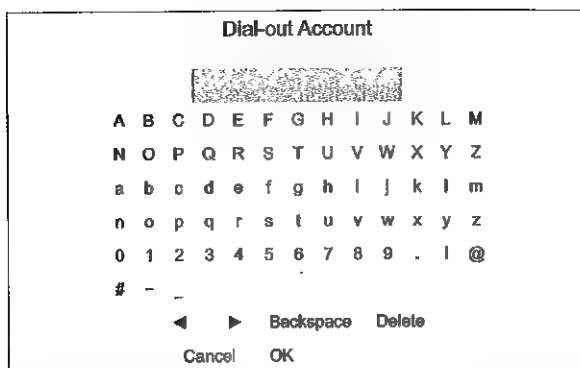 Dial-out Account
A B C D E F G H I J K L M
N O P Q R S T U V W X Y Z
a b c d e f g h i j k l m
n o p q r s t u v w x y z
0 1 2 3 4 5 6 7 8 9 . l @
# - _
◄ ► Backspace Delete
Cancel OK